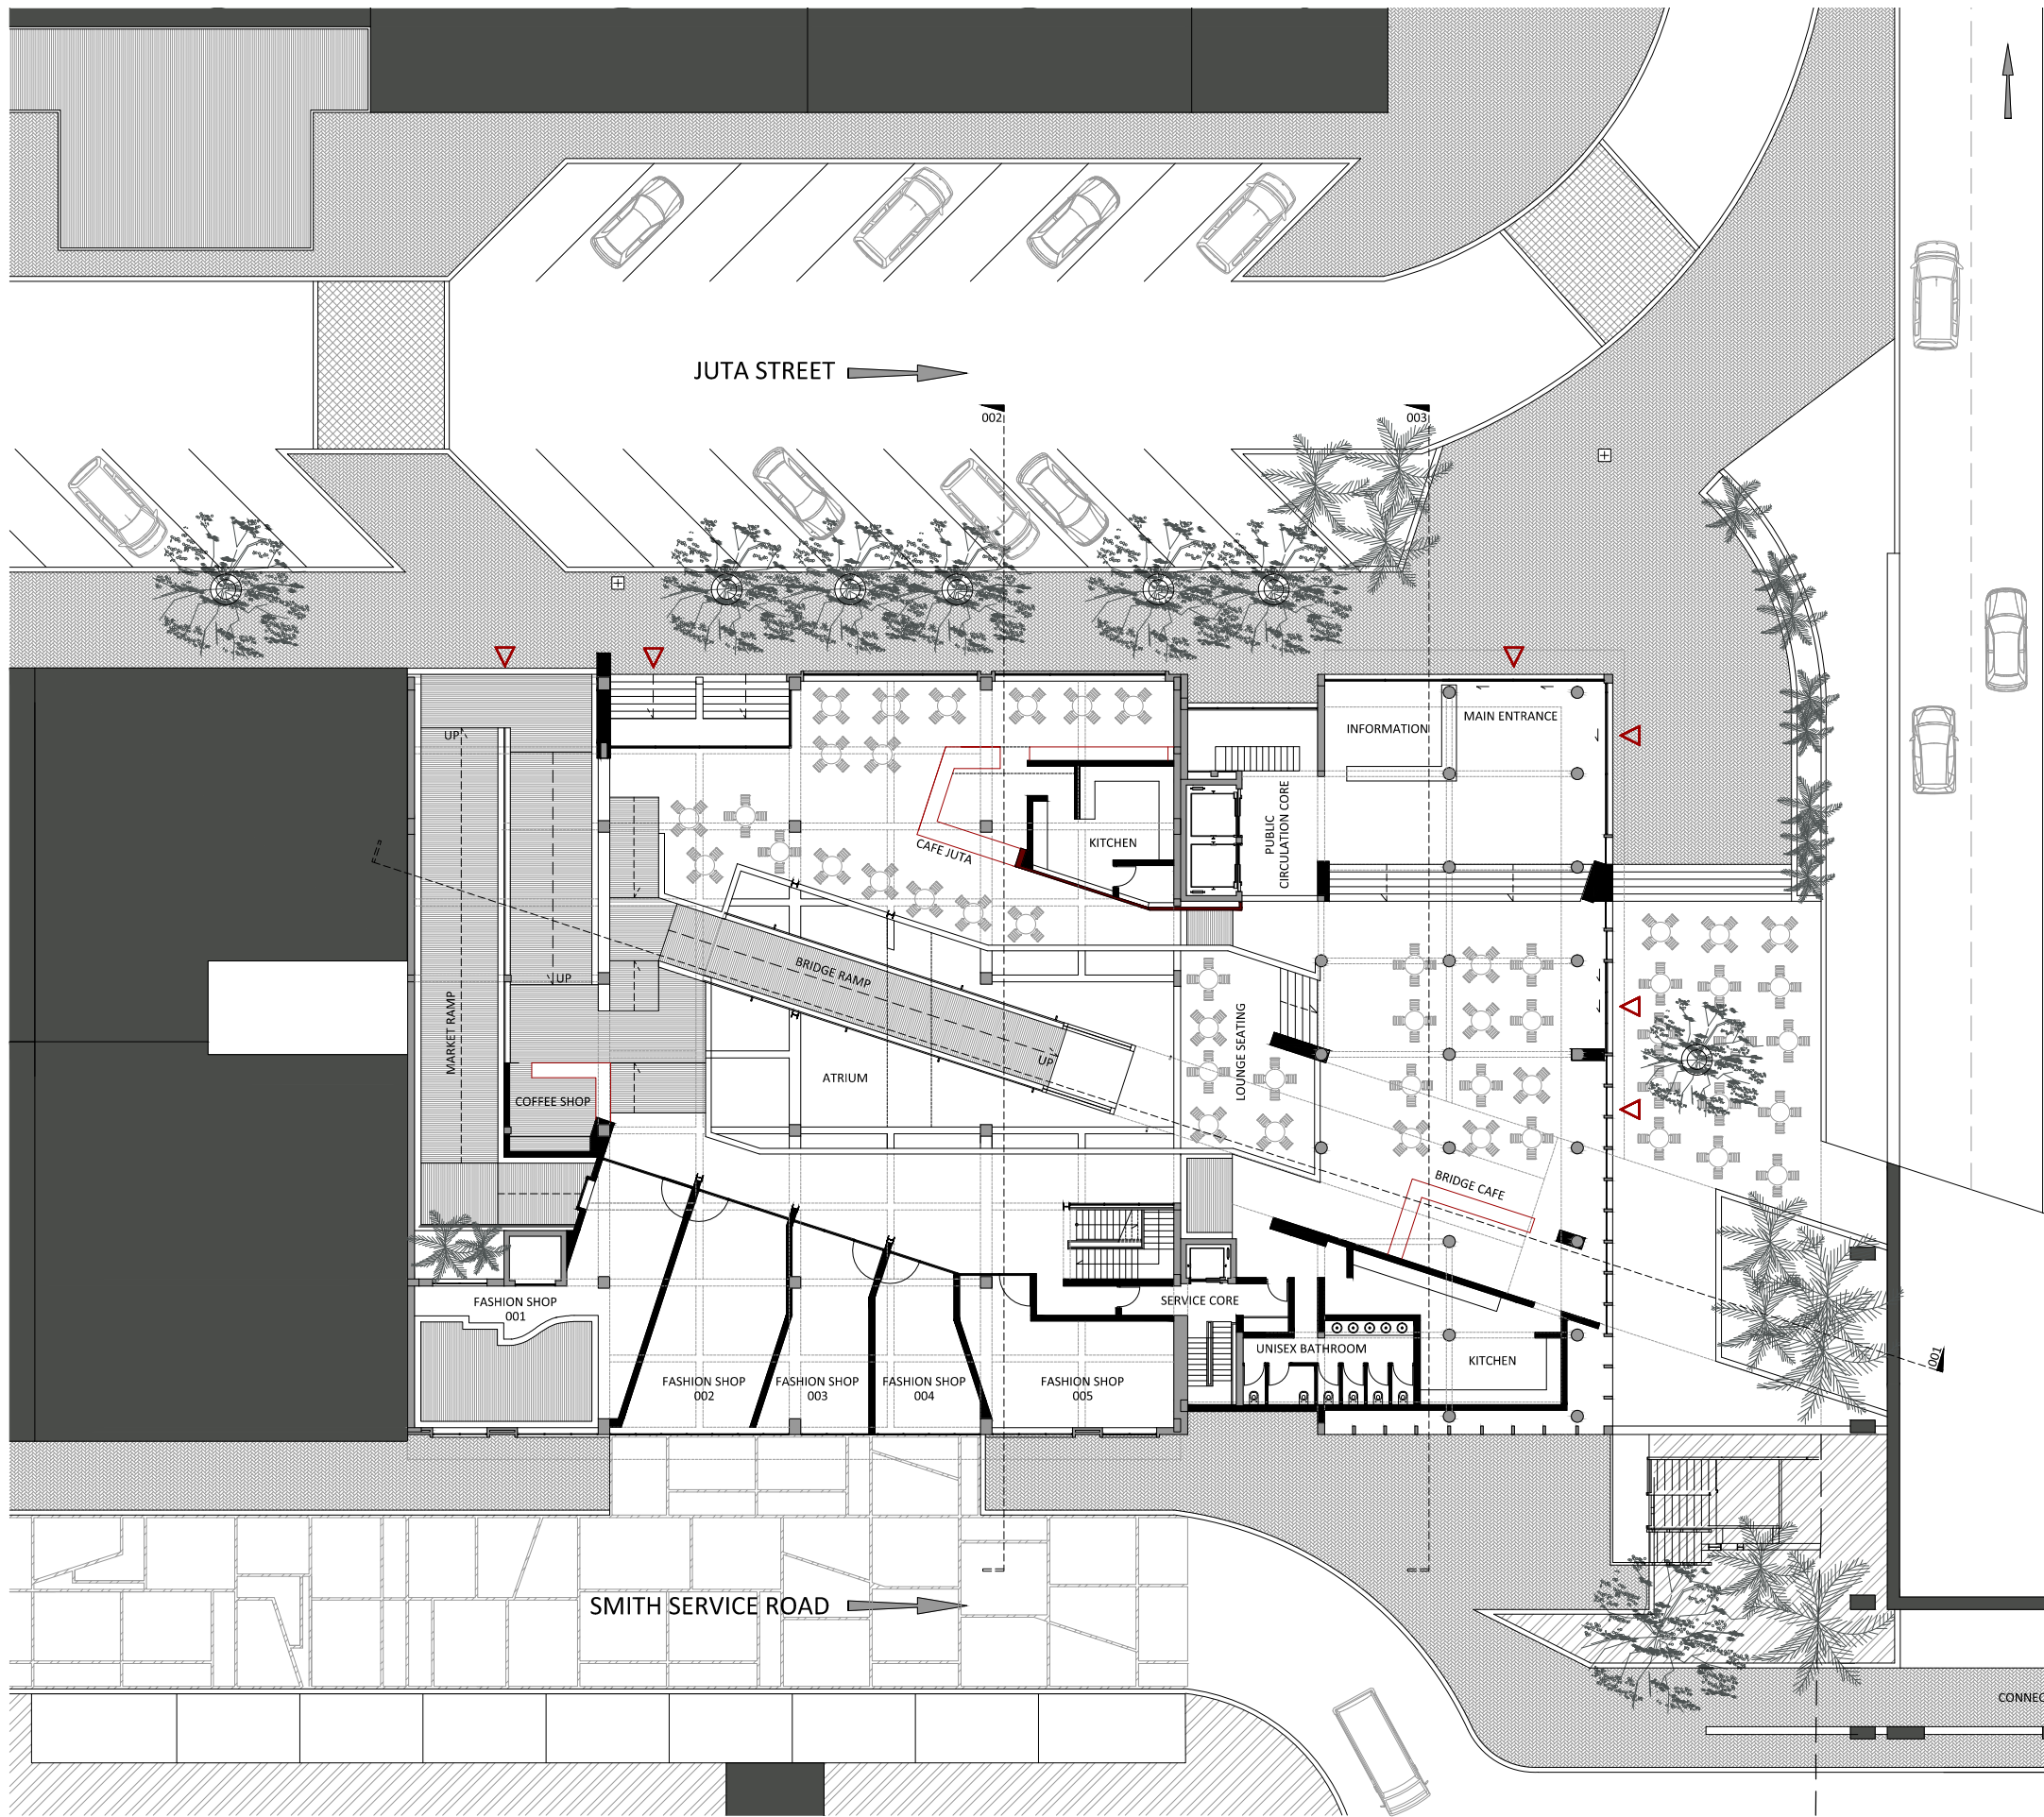 JUTA STREET
002
003
INFORMATION
MAIN ENTRANCE
UP
PUBLIC
CIRCULATION CORE
KITCHEN
CAFE JUTA
BRIDGE RAMP
UP
MARKET RAMP
LOUNGE SEATING
UP
ATRIUM
COFFEE SHOP
BRIDGE CAFE
FASHION SHOP
001
SERVICE CORE
UNISEX BATHROOM
KITCHEN
001
FASHION SHOP
002
FASHION SHOP
003
FASHION SHOP
004
FASHION SHOP
005
SMITH SERVICE ROAD
CONNEC